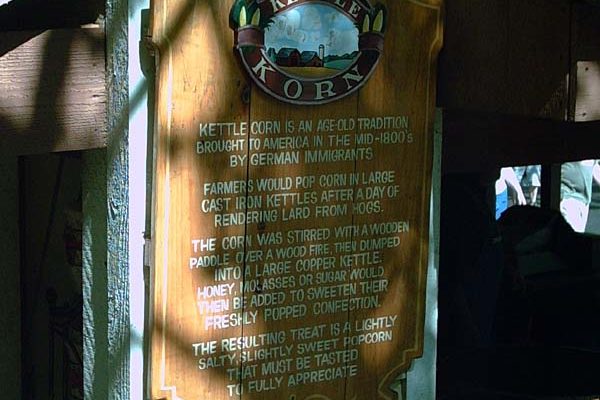 KETTLE
KORN
KETTLE CORN IS AN AGE-OLD TRADITION
BROUGHT TO AMERICA IN THE MID-1800's
BY GERMAN IMMIGRANTS
FARMERS WOULD POP CORN IN LARGE
CAST IRON KETTLES AFTER A DAY OF
RENDERING LARD FROM HOGS.
THE CORN WAS STIRRED WITH A WOODEN
PADDLE OVER A WOOD FIRE, THEN DUMPED
INTO A LARGE COPPER KETTLE.
HONEY, MOLASSES OR SUGAR WOULD
THEN BE ADDED TO SWEETEN THEIR
FRESHLY POPPED CONFECTION.
THE RESULTING TREAT IS A LIGHTLY
SALTY, SLIGHTLY SWEET POPCORN
THAT MUST BE TASTED
TO FULLY APPRECIATE